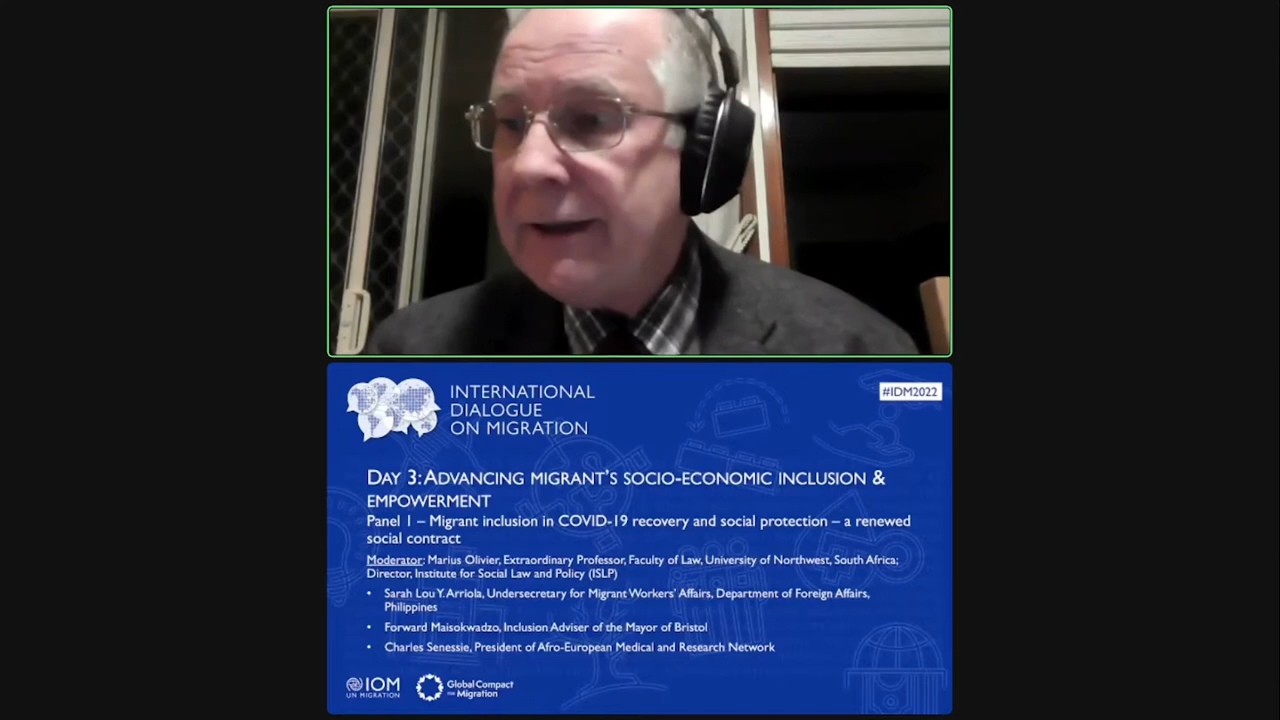 INTERNATIONAL
DIALOGUE
ON MIGRATION
#IDM2022
DAY 3: ADVANCING MIGRANT'S SOCIO-ECONOMIC INCLUSION &
EMPOWERMENT
Panel 1 – Migrant inclusion in COVID-19 recovery and social protection – a renewed
social contract
Moderator: Marius Olivier, Extraordinary Professor, Faculty of Law, University of Northwest, South Africa;
Director, Institute for Social Law and Policy (ISLP)
• Sarah Lou Y. Arriola, Undersecretary for Migrant Workers' Affairs, Department of Foreign Affairs,
Philippines
• Forward Maisokwadzo, Inclusion Adviser of the Mayor of Bristol
• Charles Senessie, President of Afro-European Medical and Research Network
IOM
UN MIGRATION
Global Compact
FOR Migration